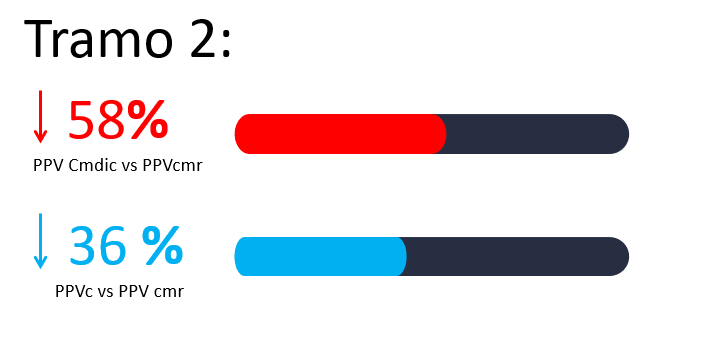 Tramo 2:
↓ 58%
PPV Cmdic vs PPVcmr
↓ 36 %
PPVc vs PPV cmr